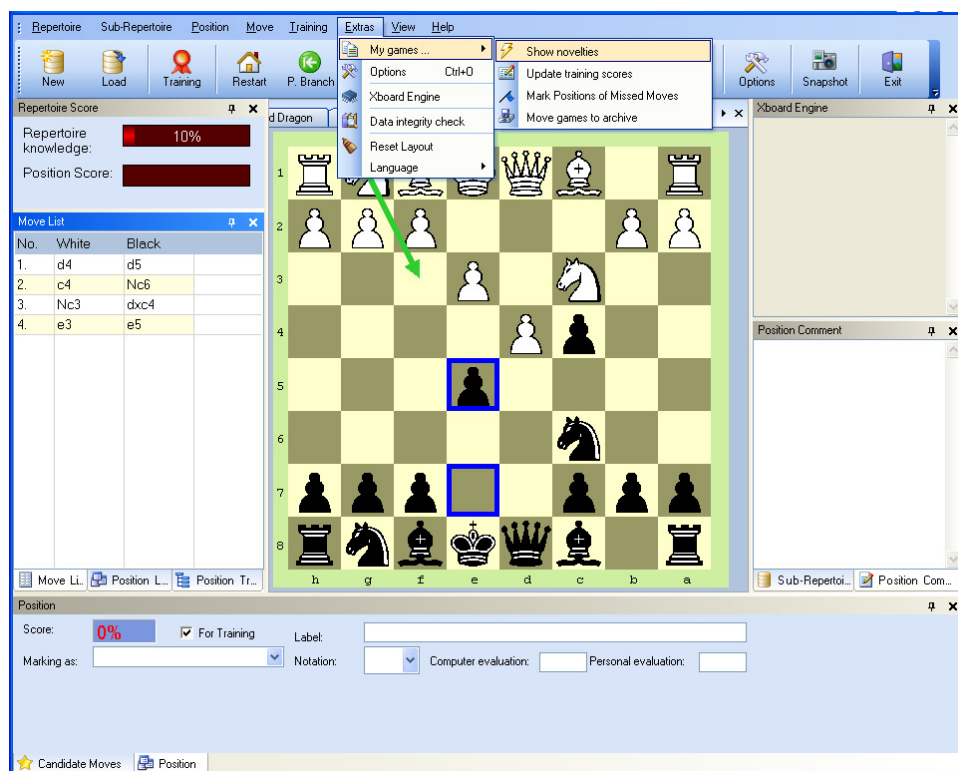 Repertoire Sub-Repertoire Position Move Training Extras View Help
New Load Training Restart P. Branch Options Snapshot Exit
My games ...
Options Ctrl+O
Xboard Engine
Data integrity check
Reset Layout
Language
Show novelties
Update training scores
Mark Positions of Missed Moves
Move games to archive
Repertoire Score
Repertoire knowledge: 10%
Position Score:
d Dragon
Move List
No. White Black
1. d4 d5
2. c4 Nc6
3. Nc3 dxc4
4. e3 e5
Move Li.. Position L... Position Tr...
1
2
3
4
5
6
7
8
h g f e d c b a
Xboard Engine
Position Comment
Sub-Repertoi... Position Com...
Position
Score: 0% For Training Label:
Marking as: Notation: Computer evaluation: Personal evaluation:
Candidate Moves Position